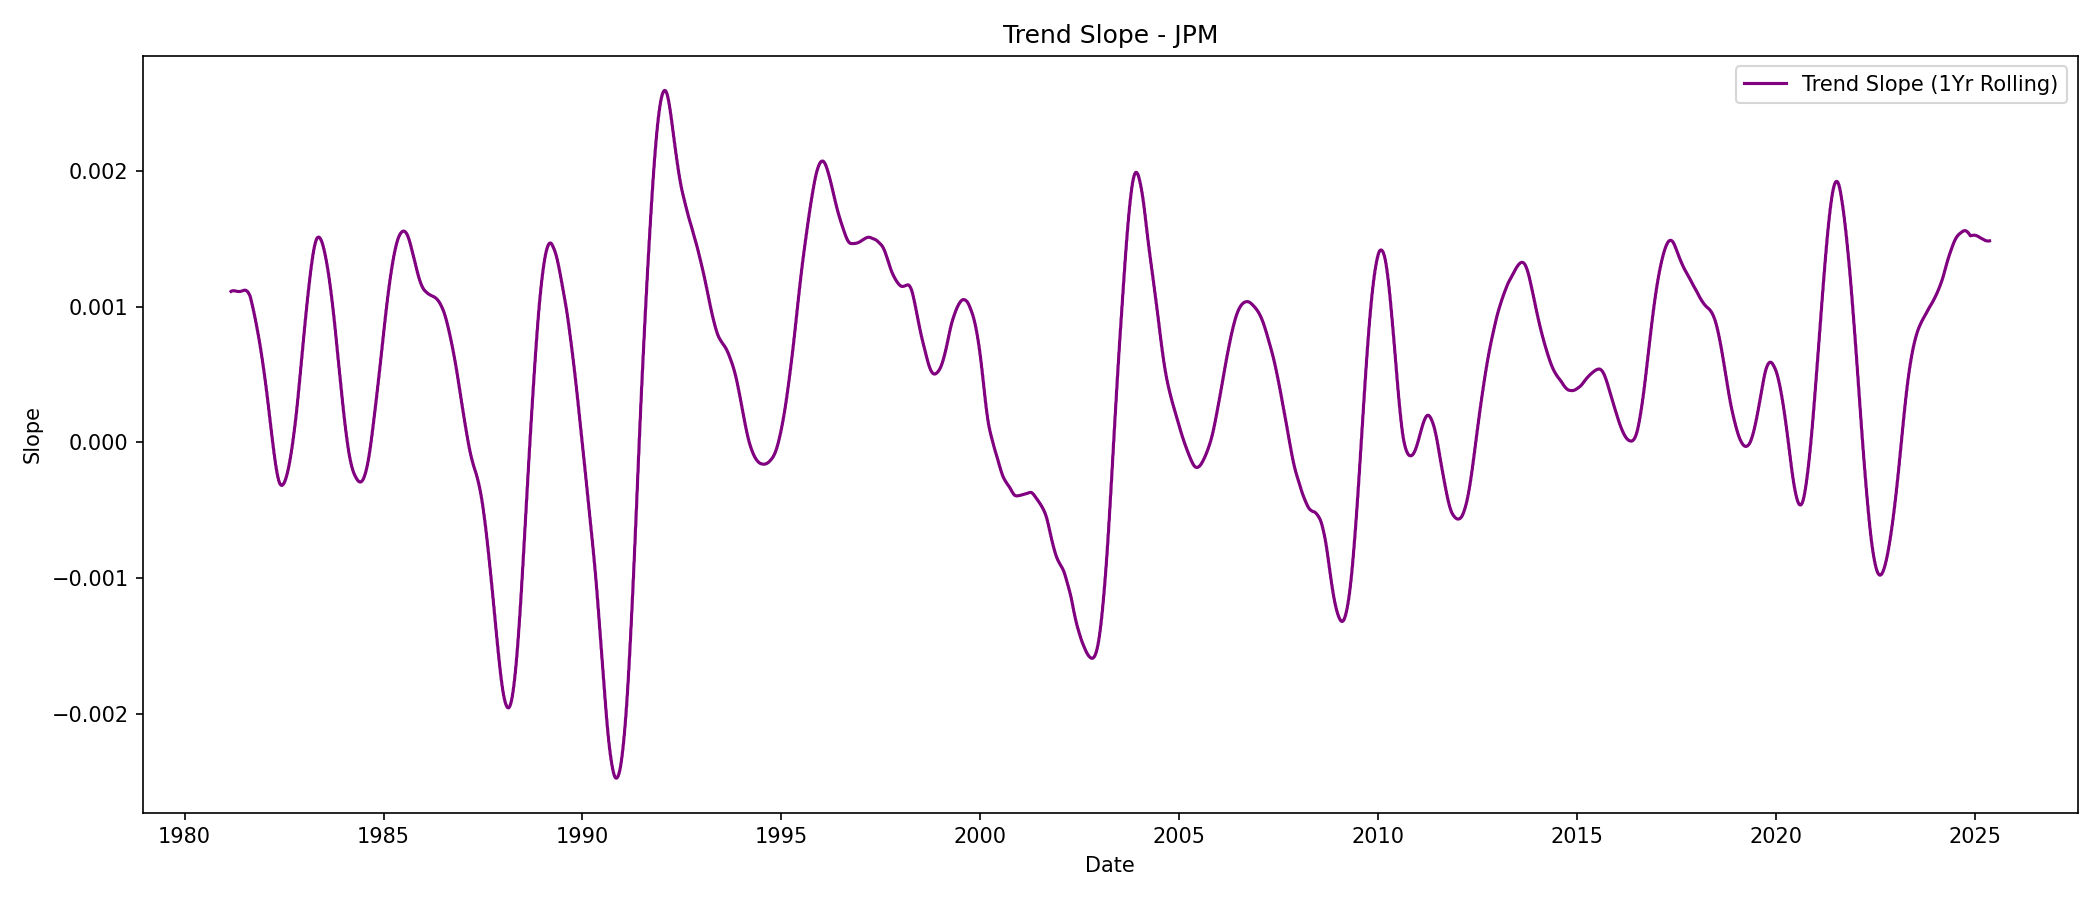 Trend Slope - JPM
Trend Slope (1Yr Rolling)
0.002
0.001
0.000
−0.001
−0.002
Slope
1980 1985 1990 1995 2000 2005 2010 2015 2020 2025
Date